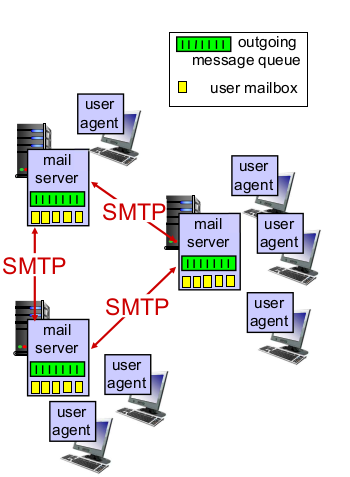 outgoing
message queue
user mailbox
user
agent
mail
server
SMTP
user
agent
mail
server
user
agent
SMTP
SMTP
user
agent
mail
server
user
agent
user
agent